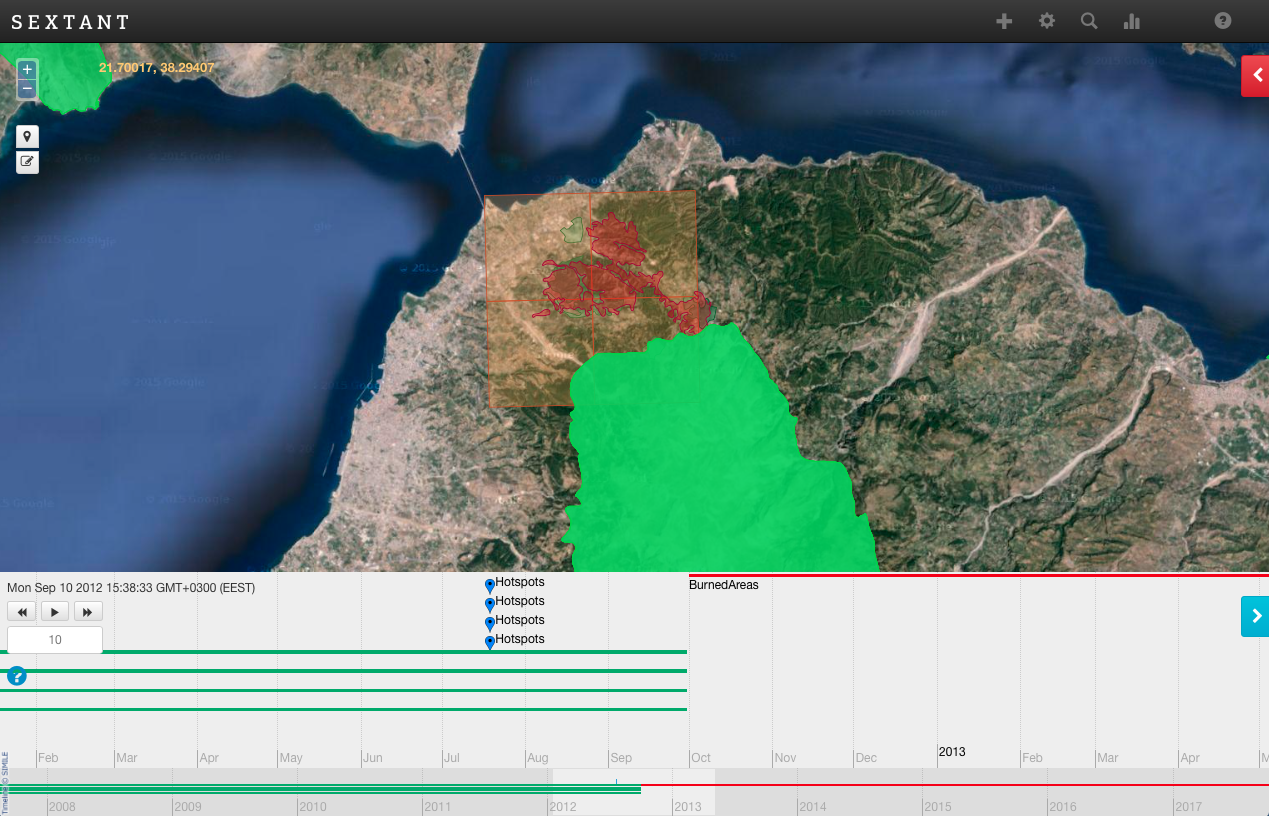 SEXTANT
+
21.70017, 38.29407
−
© 2015 Google
Mon Sep 10 2012 15:38:33 GMT+0300 (EEST)
10
?
Hotspots
Hotspots
Hotspots
Hotspots
BurnedAreas
Feb Mar Apr May Jun Jul Aug Sep Oct Nov Dec 2013 Feb Mar Apr M
Timeline © SIMILE
2008 2009 2010 2011 2012 2013 2014 2015 2016 2017